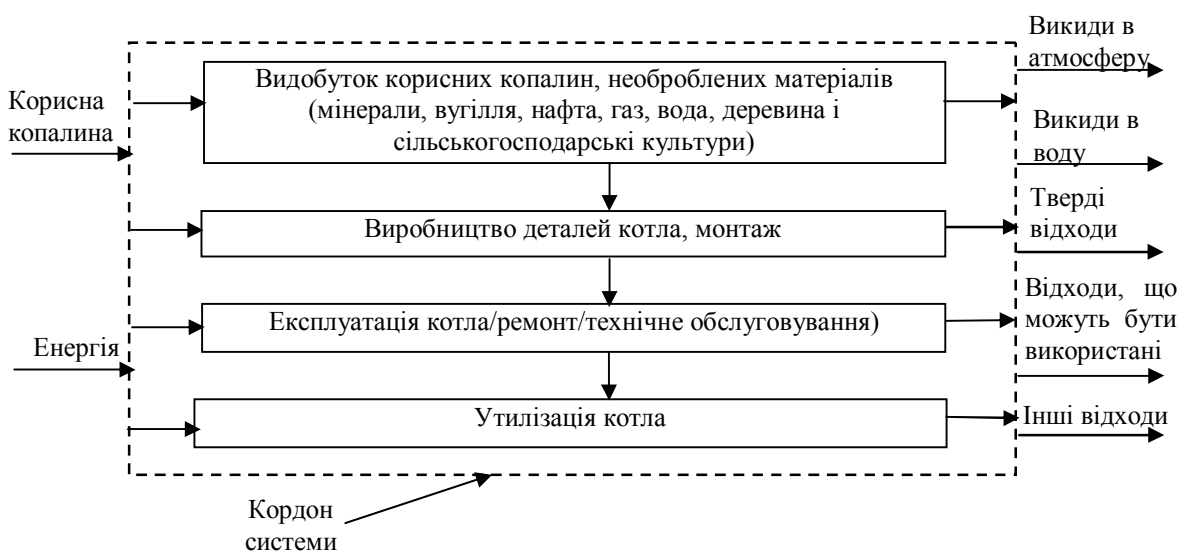 Викиди в
атмосферу
Видобуток корисних копалин, необроблених матеріалів
(мінерали, вугілля, нафта, газ, вода, деревина і
сільськогосподарські культури)
Корисна
копалина
Викиди в
воду
Виробництво деталей котла, монтаж
Тверді
відходи
Експлуатація котла/ремонт/технічне обслуговування)
Відходи, що
можуть бути
використані
Енергія
Утилізація котла
Інші відходи
Кордон
системи